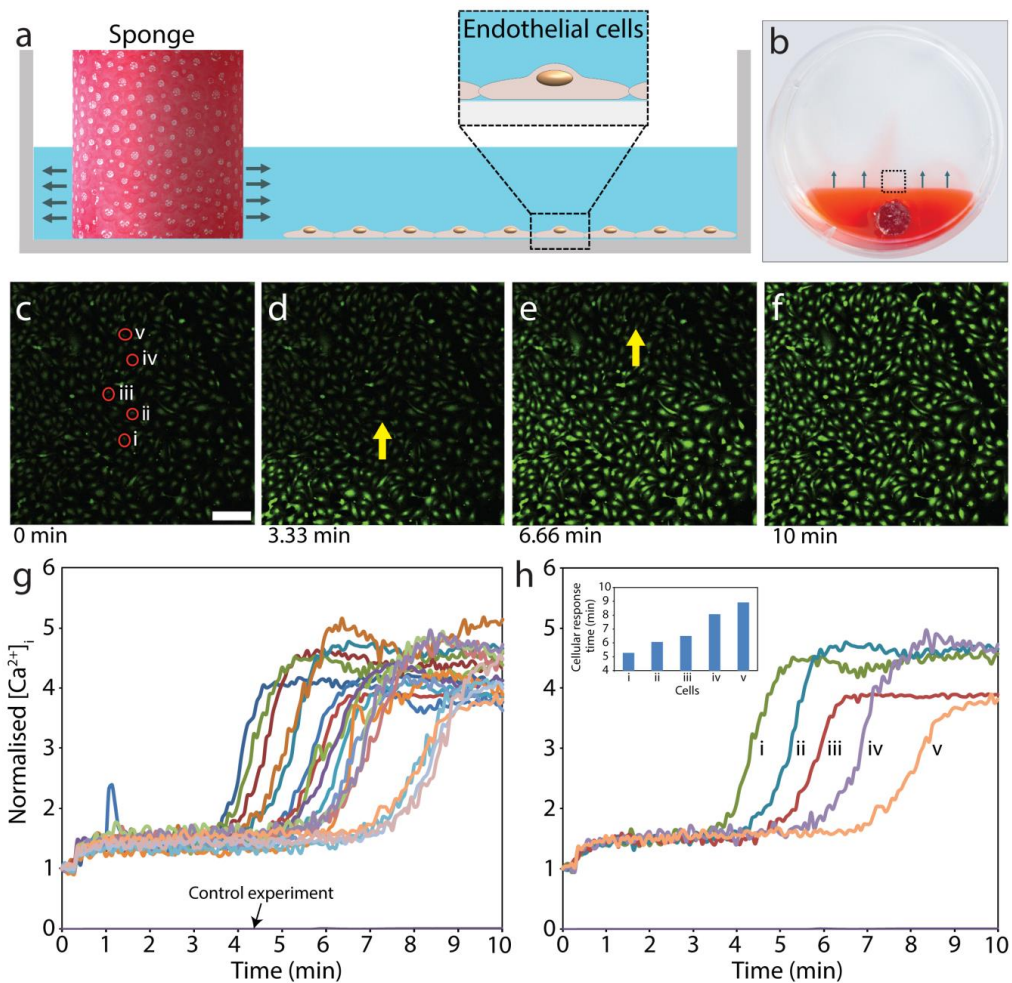 a
Sponge
Endothelial cells
b
c
v
iv
iii
ii
i
0 min
d
3.33 min
e
6.66 min
f
10 min
g
6
5
4
3
2
1
0
Normalised [Ca²⁺]i
Control experiment
0 1 2 3 4 5 6 7 8 9 10
Time (min)
h
6
5
4
3
2
1
0
Cellular response
time (min)
10
9
8
7
6
5
4
i ii iii iv v
Cells
i ii iii iv v
0 1 2 3 4 5 6 7 8 9 10
Time (min)